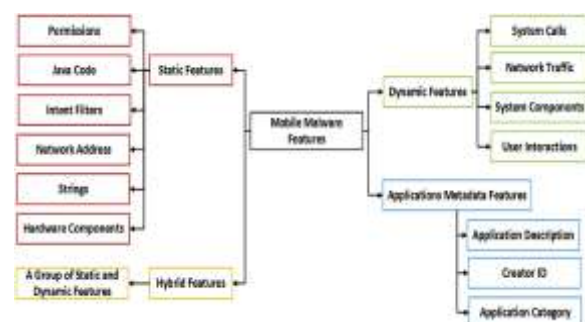 Permissions
Java Code
Intent Filters
Network Address
Strings
Hardware Components
Static Features
A Group of Static and
Dynamic Features
Hybrid Features
Mobile Malware
Features
Dynamic Features
System Calls
Network Traffic
System Components
User Interactions
Applications Metadata Features
Application Description
Creator ID
Application Category